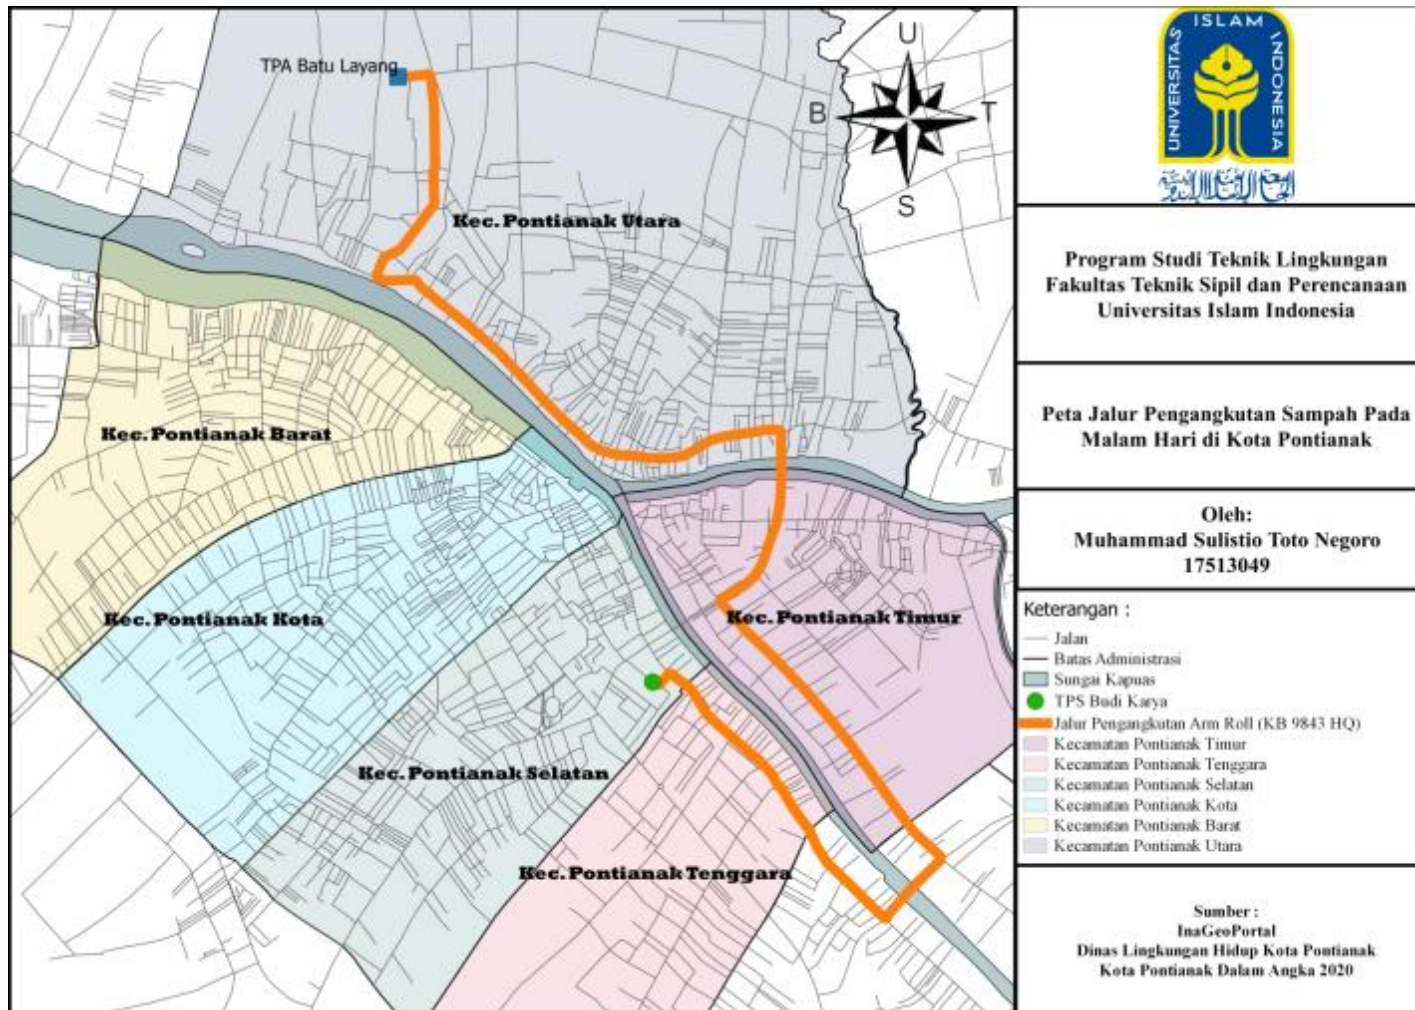 TPA Batu Layang
U
B
T
S
Kec. Pontianak Utara
Kec. Pontianak Barat
Kec. Pontianak Kota
Kec. Pontianak Timur
Kec. Pontianak Selatan
Kec. Pontianak Tenggara
UNIVERSITAS ISLAM INDONESIA
Program Studi Teknik Lingkungan
Fakultas Teknik Sipil dan Perencanaan
Universitas Islam Indonesia
Peta Jalur Pengangkutan Sampah Pada
Malam Hari di Kota Pontianak
Oleh:
Muhammad Sulistio Toto Negoro
17513049
Keterangan :
Jalan
Batas Administrasi
Sungai Kapuas
TPS Budi Karya
Jalur Pengangkutan Arm Roll (KB 9843 HQ)
Kecamatan Pontianak Timur
Kecamatan Pontianak Tenggara
Kecamatan Pontianak Selatan
Kecamatan Pontianak Kota
Kecamatan Pontianak Barat
Kecamatan Pontianak Utara
Sumber :
InaGeoPortal
Dinas Lingkungan Hidup Kota Pontianak
Kota Pontianak Dalam Angka 2020